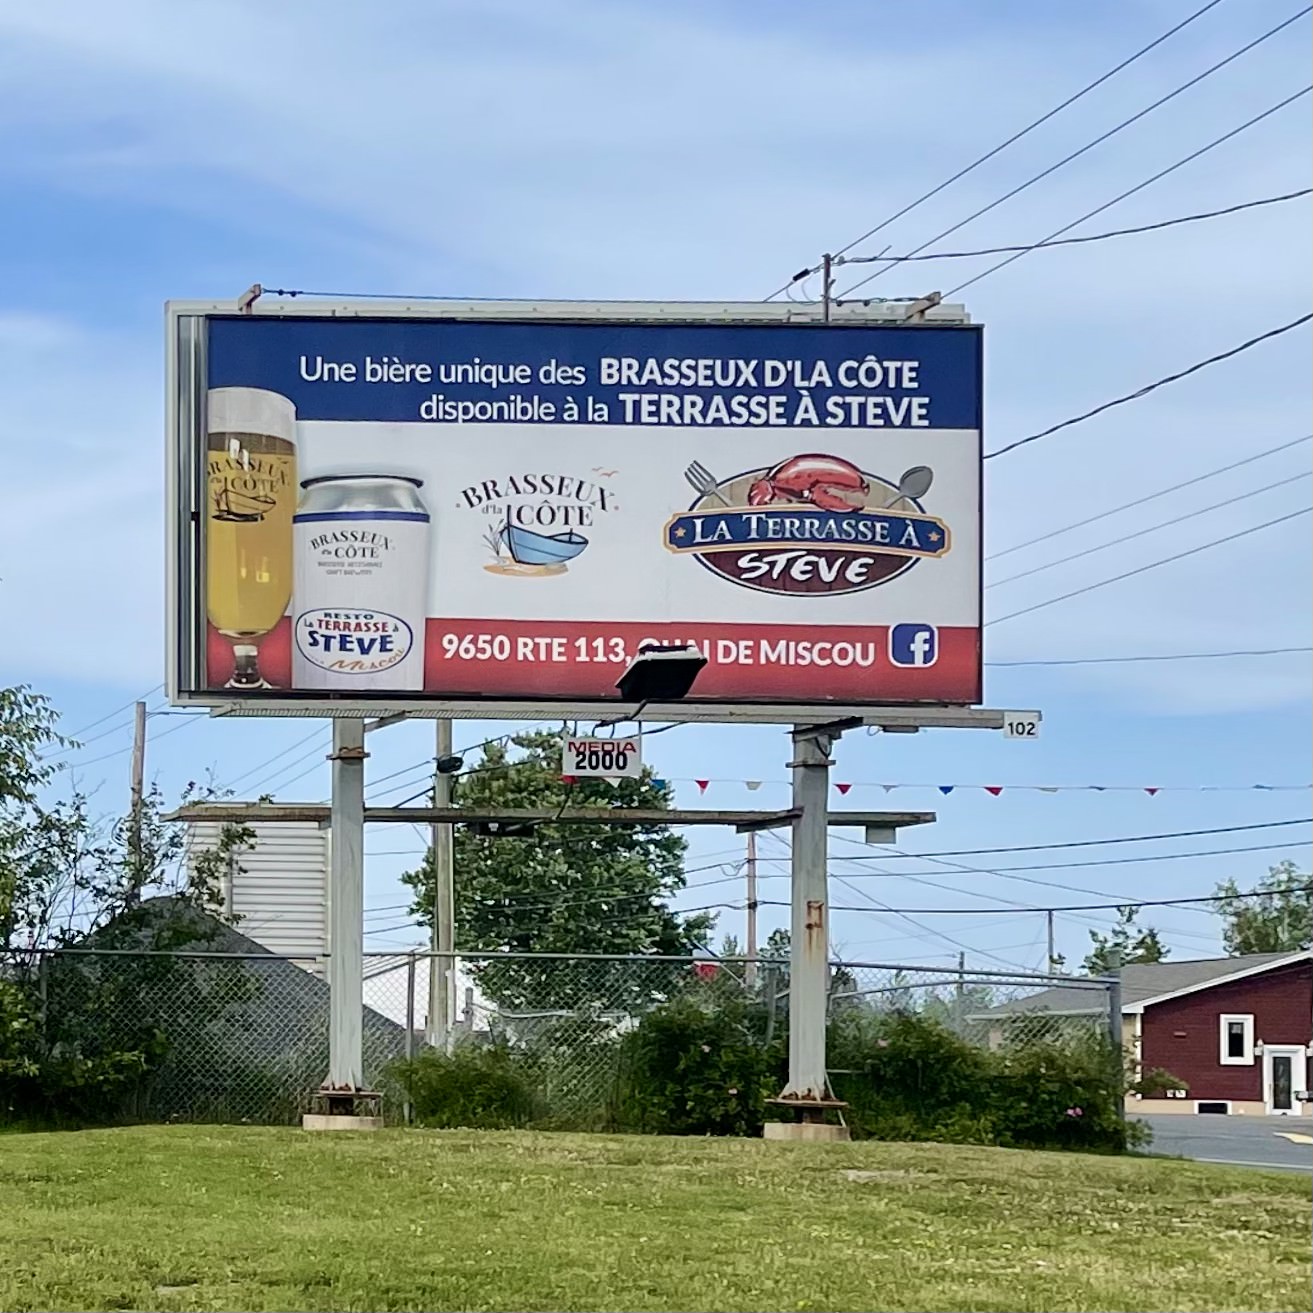 Une bière unique des BRASSEUX D'LA CÔTE
disponible à la TERRASSE À STEVE
BRASSEUX
CÔTE
BRASSEUX
d'la CÔTE
LA TERRASSE À
STEVE
BRASSEUX
CÔTE
RESTO
La TERRASSE à
STEVE
Miscou
9650 RTE 113, QUAI DE MISCOU
f
102
MEDIA
2000